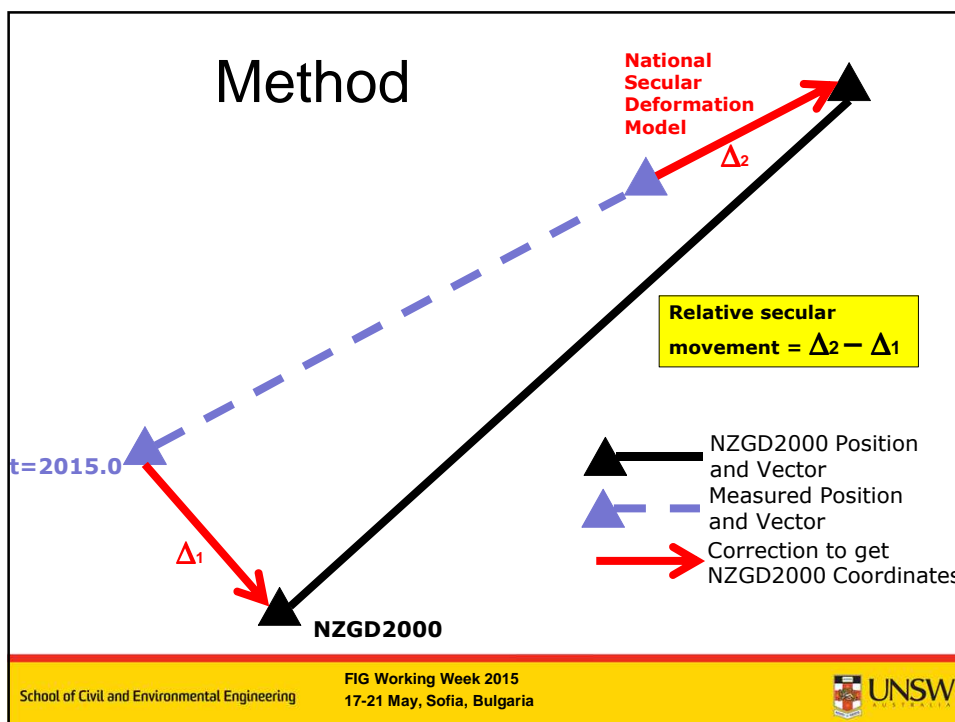 Method
National
Secular
Deformation
Model
Δ2
Relative secular
movement = Δ2 – Δ1
t=2015.0
Δ1
NZGD2000
NZGD2000 Position
and Vector
Measured Position
and Vector
Correction to get
NZGD2000 Coordinates
School of Civil and Environmental Engineering
FIG Working Week 2015
17-21 May, Sofia, Bulgaria
UNSW
AUSTRALIA